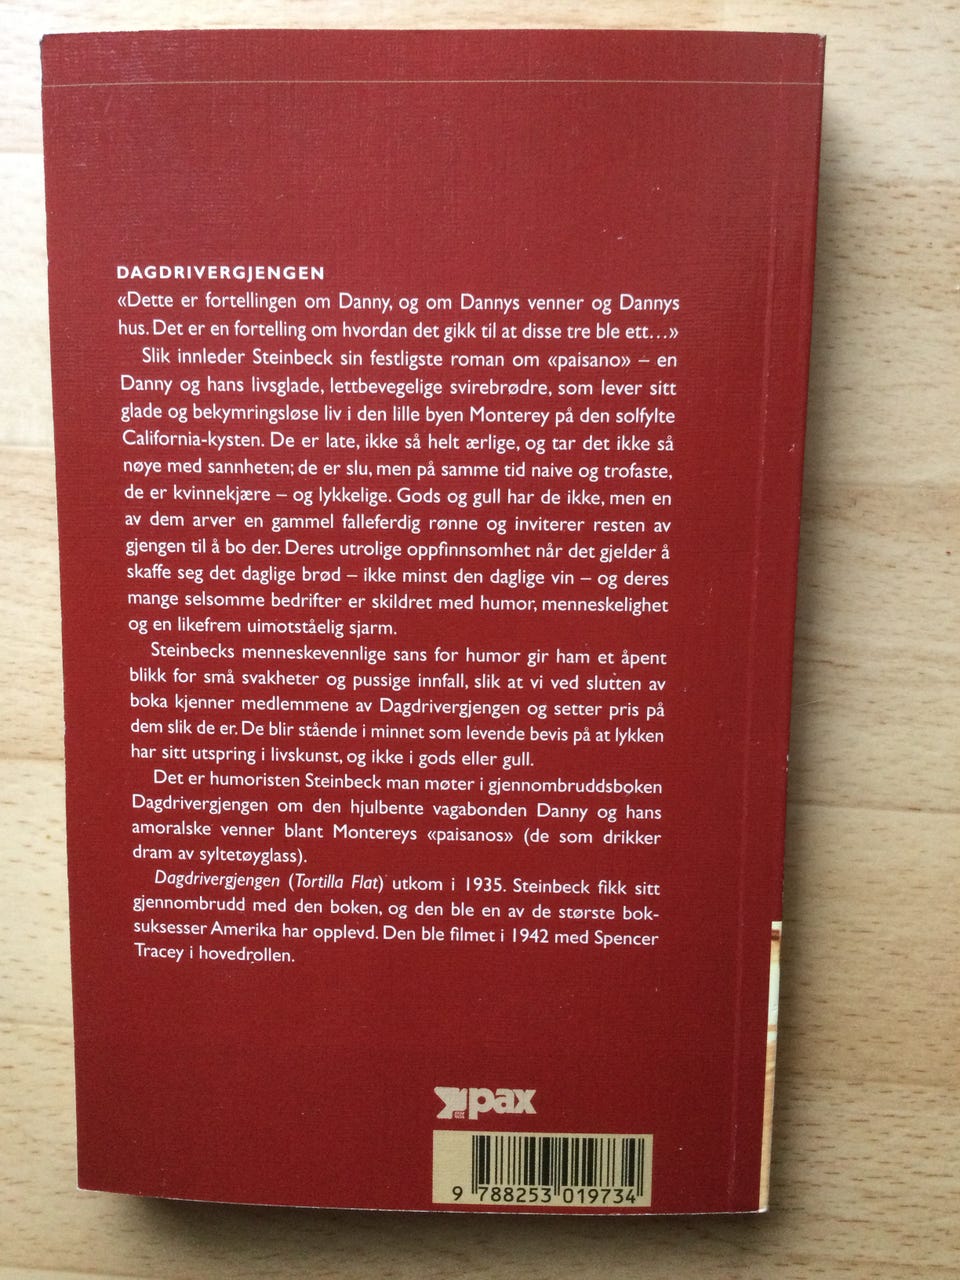 DAGDRIVERGJENGEN
«Dette er fortellingen om Danny, og om Dannys venner og Dannys
hus. Det er en fortelling om hvordan det gikk til at disse tre ble ett...»
Slik innleder Steinbeck sin festligste roman om «paisano» – en
Danny og hans livsglade, lettbevegelige svirebrødre, som lever sitt
glade og bekymringsløse liv i den lille byen Monterey på den solfylte
California-kysten. De er late, ikke så helt ærlige, og tar det ikke så
nøye med sannheten; de er slu, men på samme tid naive og trofaste,
de er kvinnekjære – og lykkelige. Gods og gull har de ikke, men en
av dem arver en gammel falleferdig rønne og inviterer resten av
gjengen til å bo der. Deres utrolige oppfinnsomhet når det gjelder å
skaffe seg det daglige brød – ikke minst den daglige vin – og deres
mange selsomme bedrifter er skildret med humor, menneskelighet
og en likefrem uimotståelig sjarm.
Steinbecks menneskevennlige sans for humor gir ham et åpent
blikk for små svakheter og pussige innfall, slik at vi ved slutten av
boka kjenner medlemmene av Dagdrivergjengen og setter pris på
dem slik de er. De blir stående i minnet som levende bevis på at lykken
har sitt utspring i livskunst, og ikke i gods eller gull.
Det er humoristen Steinbeck man møter i gjennombruddsboken
Dagdrivergjengen om den hjulbente vagabonden Danny og hans
amoralske venner blant Montereys «paisanos» (de som drikker
dram av syltetøyglass).
Dagdrivergjengen (Tortilla Flat) utkom i 1935. Steinbeck fikk sitt
gjennombrudd med den boken, og den ble en av de største bok-
suksesser Amerika har opplevd. Den ble filmet i 1942 med Spencer
Tracey i hovedrollen.
pax
9 788253 019734